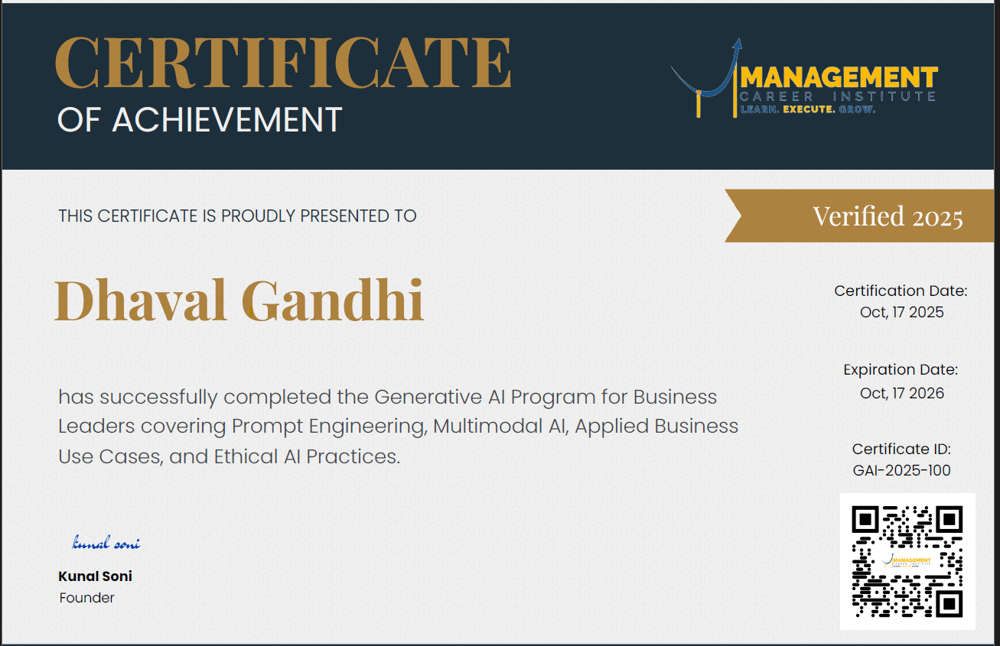 CERTIFICATE
OF ACHIEVEMENT
MANAGEMENT
CAREER INSTITUTE
LEARN. EXECUTE. GROW.
THIS CERTIFICATE IS PROUDLY PRESENTED TO
Verified 2025
Dhaval Gandhi
Certification Date:
Oct, 17 2025
Expiration Date:
Oct, 17 2026
has successfully completed the Generative AI Program for Business
Leaders covering Prompt Engineering, Multimodal AI, Applied Business
Use Cases, and Ethical AI Practices.
Certificate ID:
GAI-2025-100
kunal soni
Kunal Soni
Founder
MANAGEMENT
CAREER INSTITUTE